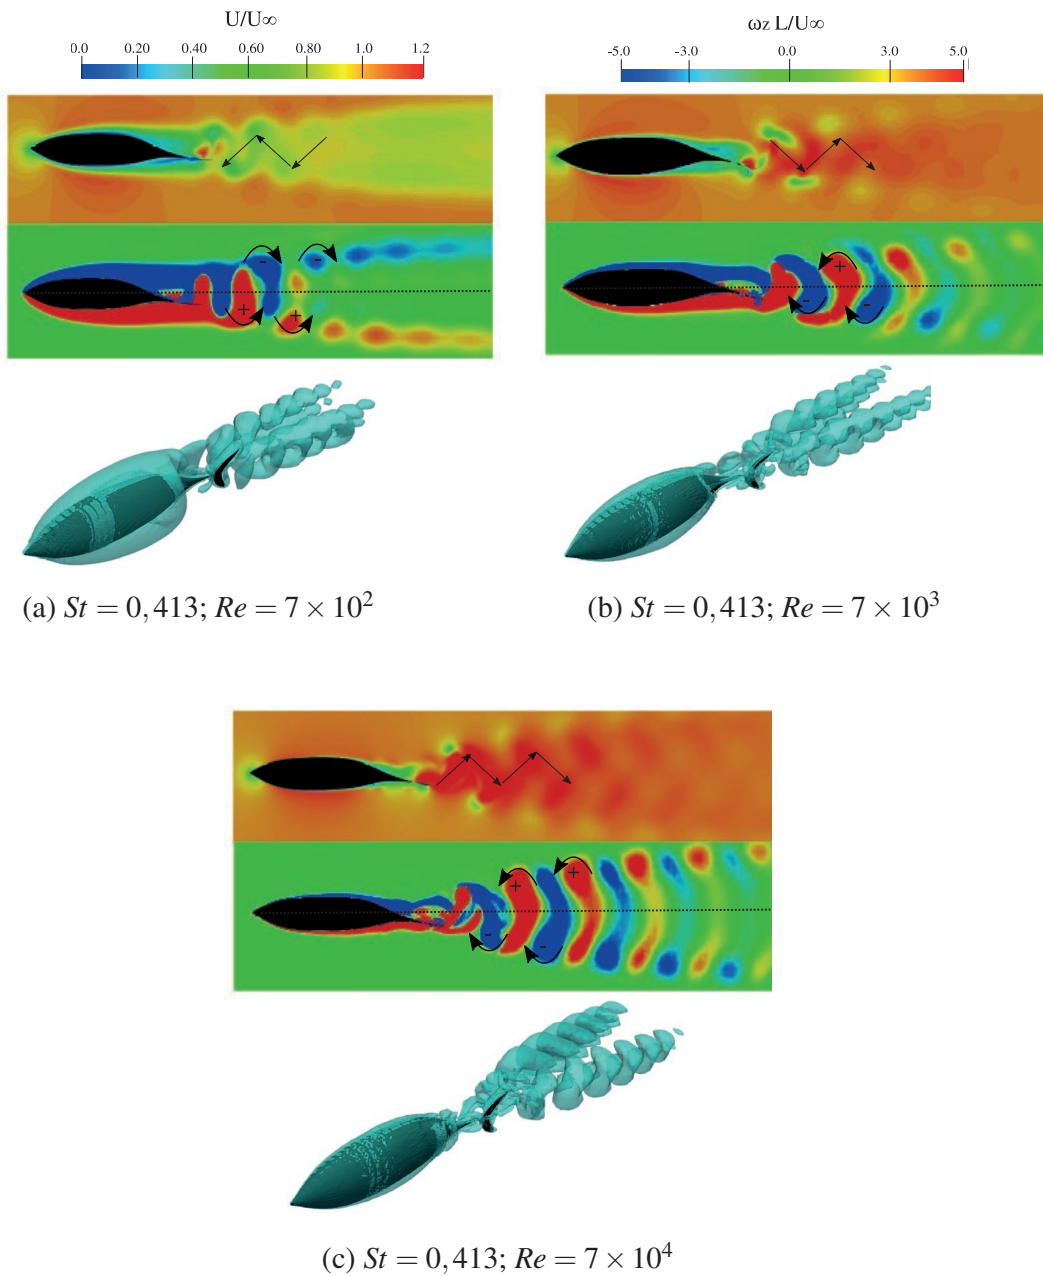 U/U∞
0.0 0.20 0.40 0.60 0.80 1.00 1.2
ωz L/U∞
-5.0 -3.0 0.0 3.0 5.0
- -
+ +
+
- -
(a) St = 0,413; Re = 7 × 10²
(b) St = 0,413; Re = 7 × 10³
+ +
- -
(c) St = 0,413; Re = 7 × 10⁴